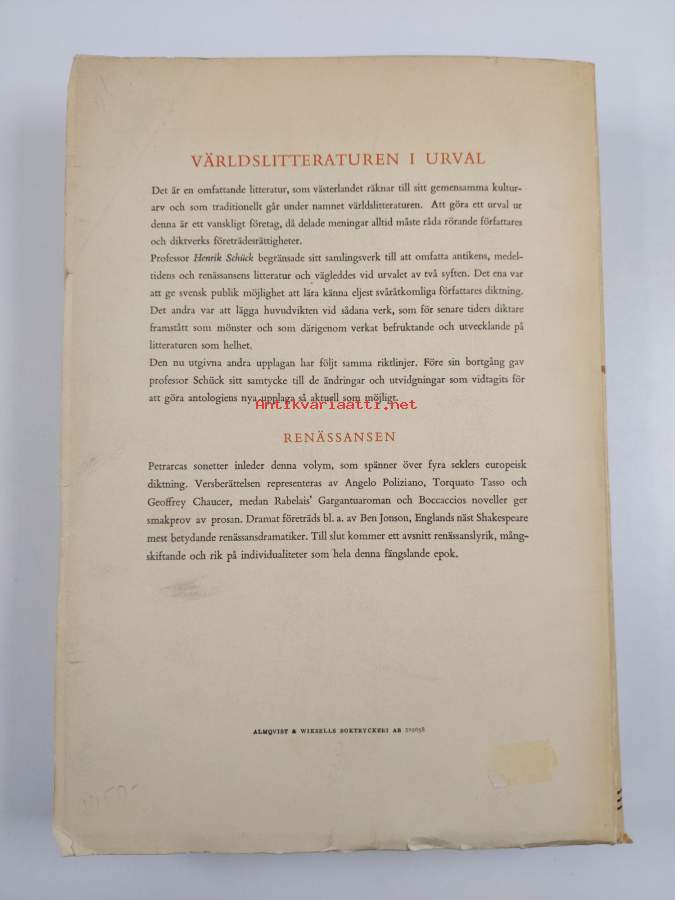 VÄRLDSLITTERATUREN I URVAL
Det är en omfattande litteratur, som västerlandet räknar till sitt gemensamma kultur-
arv och som traditionellt går under namnet världslitteraturen. Att göra ett urval ur
denna är ett vanskligt företag, då delade meningar alltid måste råda rörande författares
och diktverks företrädesrättigheter.
Professor Henrik Schück begränsade sitt samlingsverk till att omfatta antikens, medel-
tidens och renässansens litteratur och vägleddes vid urvalet av två syften. Det ena var
att ge svensk publik möjlighet att lära känna eljest svåråtkomliga författares diktning.
Det andra var att lägga huvudvikten vid sådana verk, som för senare tiders diktare
framstått som mönster och som därigenom verkat befruktande och utvecklande på
litteraturen som helhet.
Den nu utgivna andra upplagan har följt samma riktlinjer. Före sin bortgång gav
professor Schück sitt samtycke till de ändringar och utvidgningar som vidtagits för
att göra antologiens nya upplaga så aktuell som möjligt.
Antikvariaatti.net
RENÄSSANSEN
Petrarcas sonetter inleder denna volym, som spänner över fyra seklers europeisk
diktning. Versberättelsen representeras av Angelo Poliziano, Torquato Tasso och
Geoffrey Chaucer, medan Rabelais' Gargantuaroman och Boccaccios noveller ger
smakprov av prosan. Dramat företräds bl. a. av Ben Jonson, Englands näst Shakespeare
mest betydande renässansdramatiker. Till slut kommer ett avsnitt renässanslyrik, mång-
skiftande och rik på individualiteter som hela denna fängslande epok.
ALMQVIST & WIKSELLS BOKTRYCKERI AB